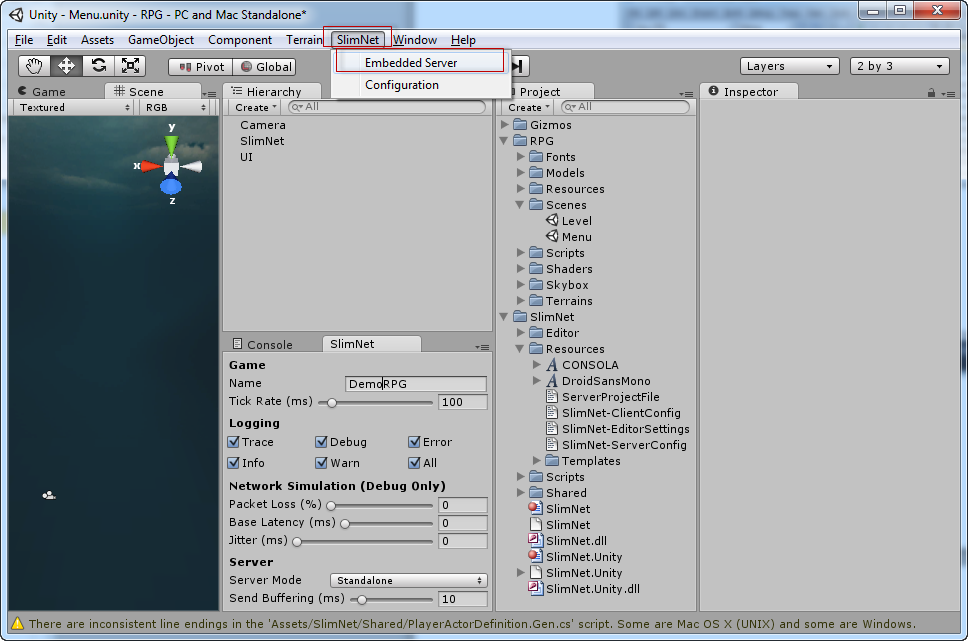 Unity - Menu.unity - RPG - PC and Mac Standalone*
File Edit Assets GameObject Component Terrain SlimNet Window Help
Embedded Server
Configuration
Pivot Global Layers 2 by 3
Game Scene Hierarchy Project Inspector
Textured RGB Create All Create All
Camera
SlimNet
UI
Gizmos
RPG
Fonts
Models
Resources
Scenes
Level
Menu
Scripts
Shaders
Skybox
Terrains
SlimNet
Editor
Resources
CONSOLA
DroidSansMono
ServerProjectFile
SlimNet-ClientConfig
SlimNet-EditorSettings
SlimNet-ServerConfig
Templates
Scripts
Shared
SlimNet
SlimNet
SlimNet.dll
SlimNet.Unity
SlimNet.Unity
SlimNet.Unity.dll
Console SlimNet
Game
Name DemoRPG
Tick Rate (ms) 100
Logging
Trace Debug Error
Info Warn All
Network Simulation (Debug Only)
Packet Loss (%) 0
Base Latency (ms) 0
Jitter (ms) 0
Server
Server Mode Standalone
Send Buffering (ms) 10
There are inconsistent line endings in the 'Assets/SlimNet/Shared/PlayerActorDefinition.Gen.cs' script. Some are Mac OS X (UNIX) and some are Windows.
x
y
z